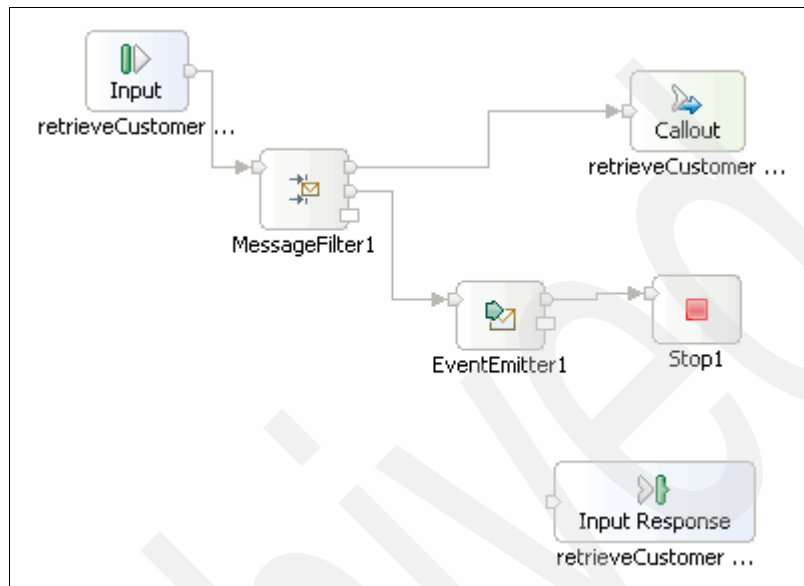 Input
retrieveCustomer ...
Callout
retrieveCustomer ...
MessageFilter1
EventEmitter1
Stop1
Input Response
retrieveCustomer ...